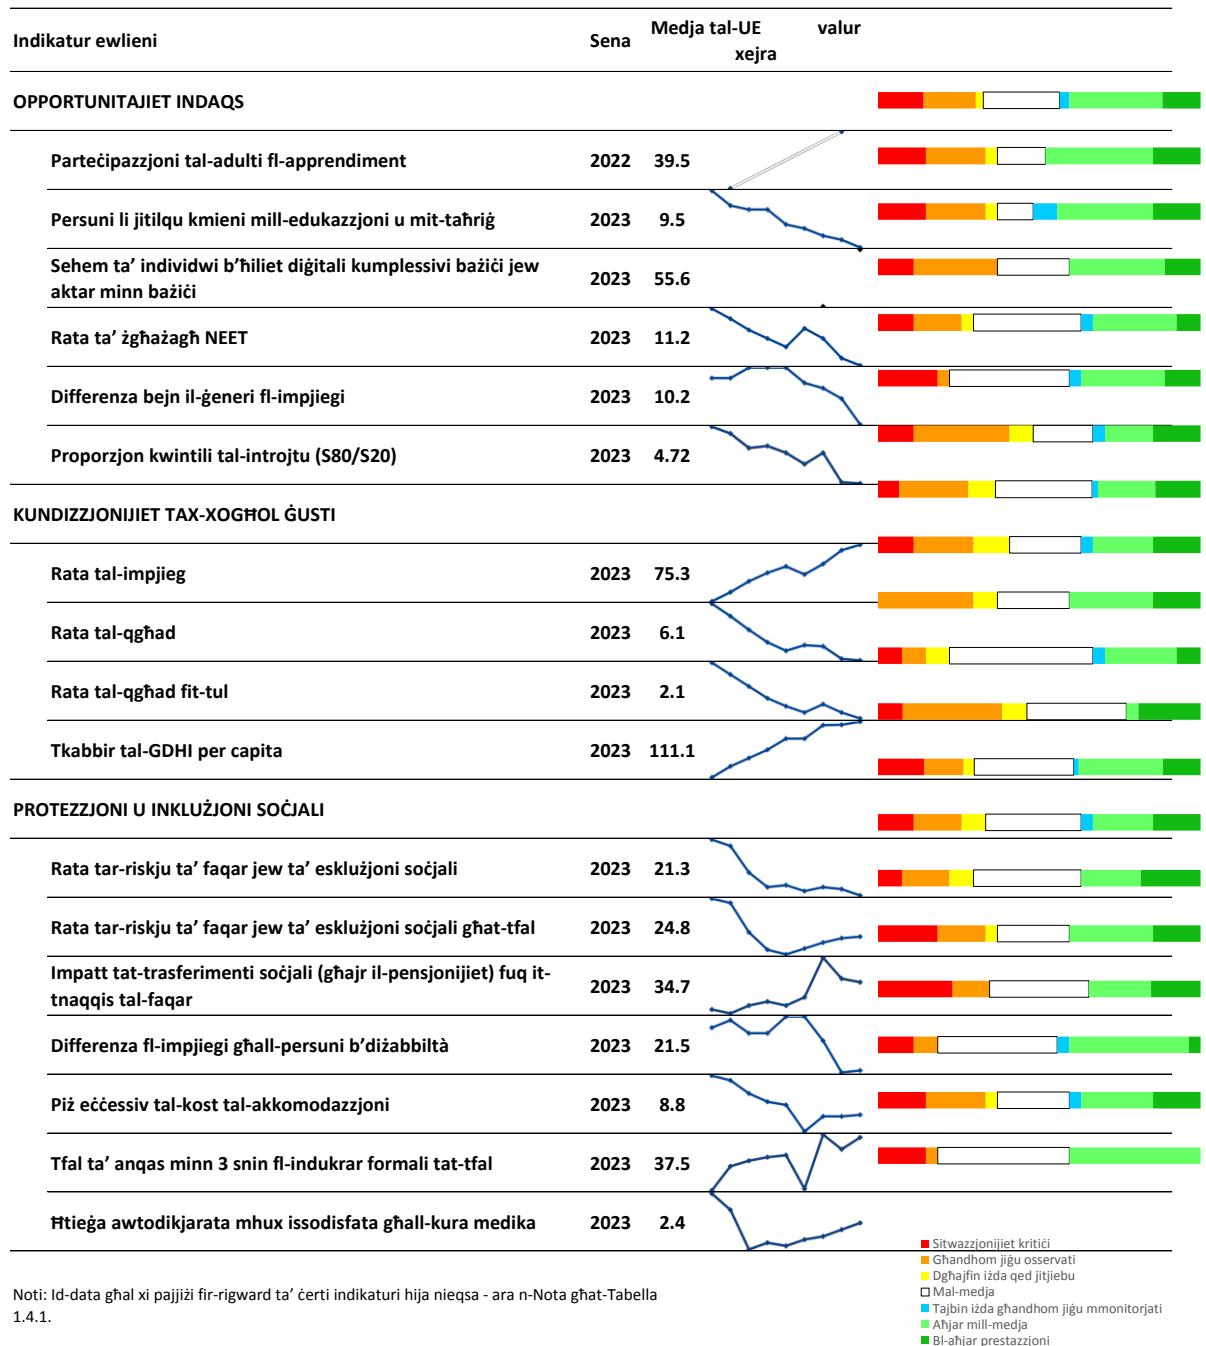 Indikatur ewlieni Sena Medja tal-UE valur
xejra
OPPORTUNITAJIET INDAQS
Parteċipazzjoni tal-adulti fl-apprendiment 2022 39.5
Persuni li jitilqu kmieni mill-edukazzjoni u mit-taħriġ 2023 9.5
Sehem ta’ individwi b’ħiliet diġitali kumplessivi bażiċi jew
aktar minn bażiċi 2023 55.6
Rata ta’ żgħażagħ NEET 2023 11.2
Differenza bejn il-ġeneri fl-impjiegi 2023 10.2
Proporzjon kwintili tal-introjtu (S80/S20) 2023 4.72
KUNDIZZJONIJIET TAX-XOGĦOL ĠUSTI
Rata tal-impjieg 2023 75.3
Rata tal-qgħad 2023 6.1
Rata tal-qgħad fit-tul 2023 2.1
Tkabbir tal-GDHI per capita 2023 111.1
PROTEZZJONI U INKLUŻJONI SOĊJALI
Rata tar-riskju ta’ faqar jew ta’ esklużjoni soċjali 2023 21.3
Rata tar-riskju ta’ faqar jew ta’ esklużjoni soċjali għat-tfal 2023 24.8
Impatt tat-trasferimenti soċjali (għajr il-pensjonijiet) fuq it-
tnaqqis tal-faqar 2023 34.7
Differenza fl-impjiegi għall-persuni b’diżabbiltà 2023 21.5
Piż eċċessiv tal-kost tal-akkomodazzjoni 2023 8.8
Tfal ta’ anqas minn 3 snin fl-indukrar formali tat-tfal 2023 37.5
Ħtieġa awtodikjarata mhux issodisfata għall-kura medika 2023 2.4
Sitwazzjonijiet kritiċi
Għandhom jiġu osservati
Dgħajfin iżda qed jitjiebu
Mal-medja
Tajbin iżda għandhom jiġu mmonitorjati
Aħjar mill-medja
Bl-aħjar prestazzjoni
Noti: Id-data għal xi pajjiżi fir-rigward ta’ ċerti indikaturi hija nieqsa - ara n-Nota għat-Tabella
1.4.1.